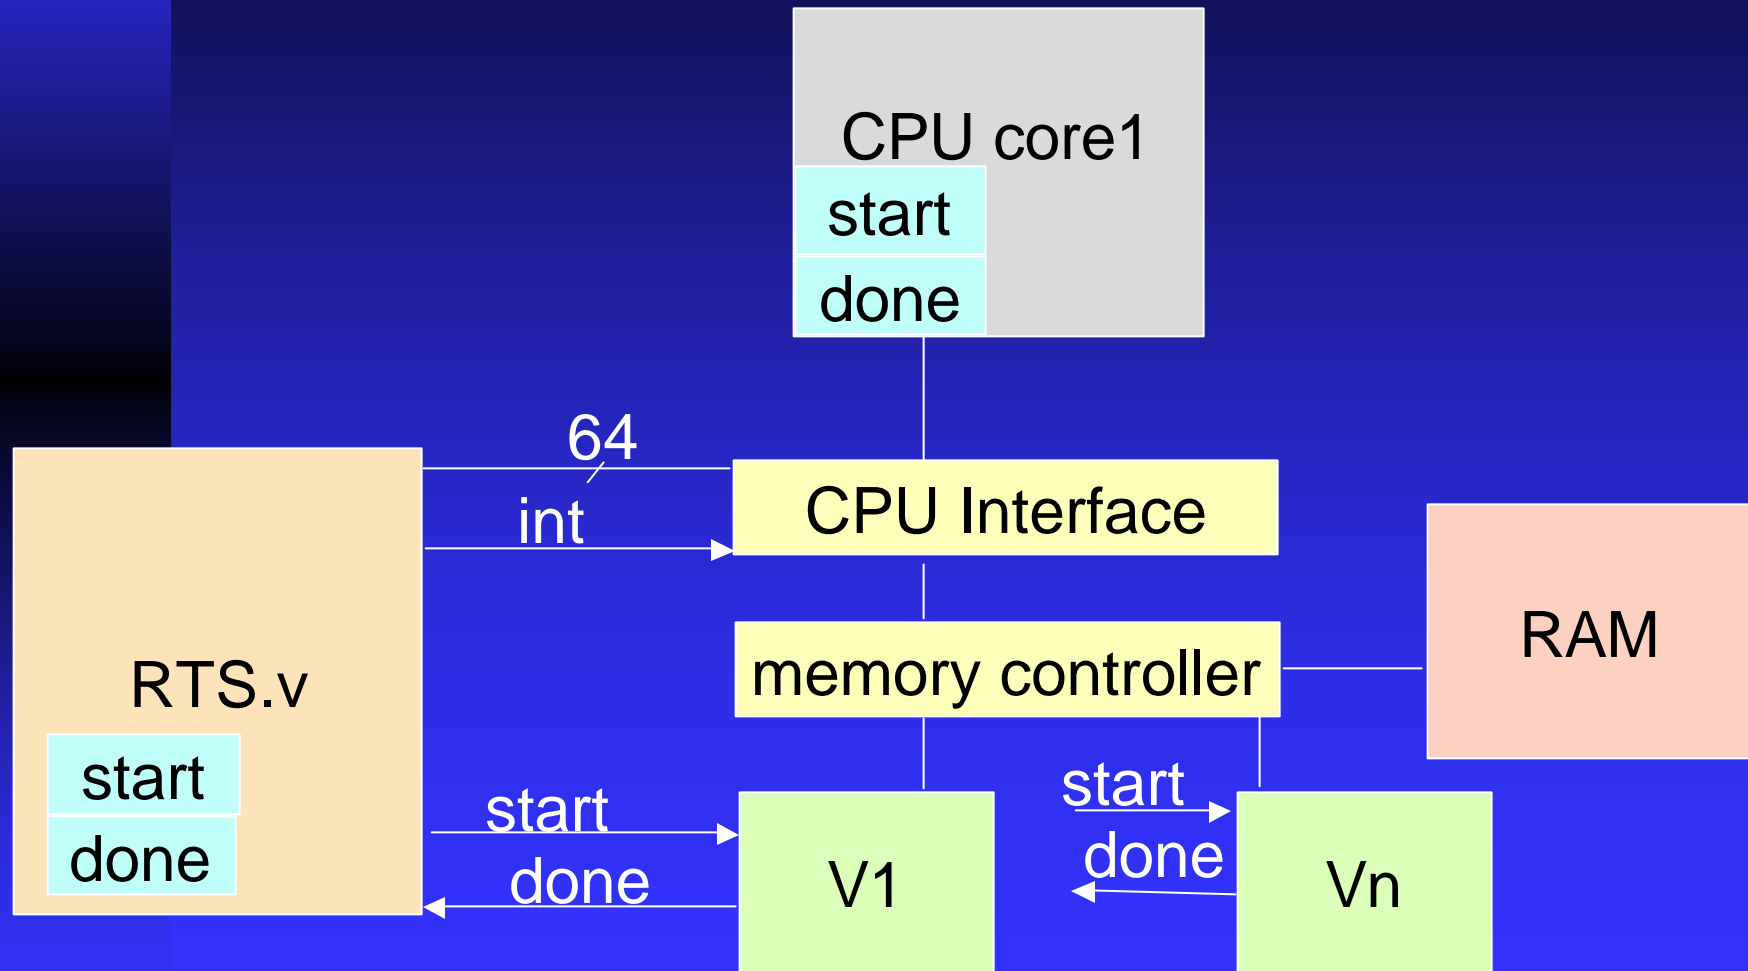 CPU core1
start
done
64
int
CPU Interface
RAM
memory controller
RTS.v
start
done
start
done
V1
start
done
Vn